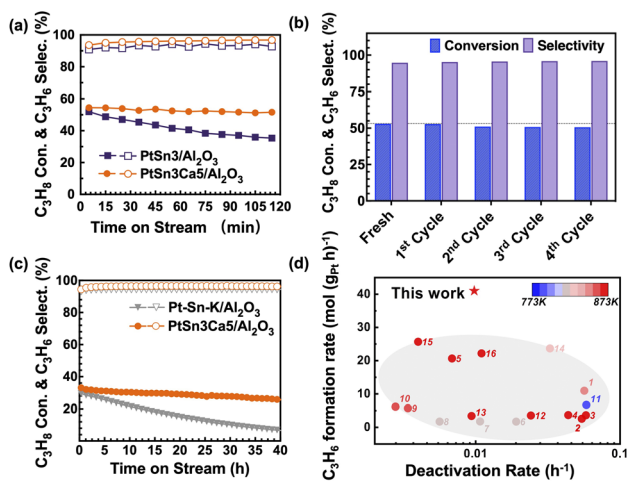 (a)
C₃H₈ Con. & C₃H₆ Select. (%)
100
80
60
40
20
0
PtSn3/Al₂O₃
PtSn3Ca5/Al₂O₃
0 15 30 45 60 75 90 105 120
Time on Stream (min)
(b)
C₃H₈ Con. & C₃H₆ Select. (%)
125
100
75
50
25
0
Conversion Selectivity
Fresh
1st Cycle
2nd Cycle
3rd Cycle
4th Cycle
(c)
C₃H₈ Con. & C₃H₆ Select. (%)
100
80
60
40
20
Pt-Sn-K/Al₂O₃
PtSn3Ca5/Al₂O₃
0 5 10 15 20 25 30 35 40
Time on Stream (h)
(d)
C₃H₆ formation rate (mol (gPt h)⁻¹)
50
40
30
20
10
0
This work
773K 873K
15
5
16
14
1
10
9
11
8
13
7
6
12
4
3
2
0.01 0.1
Deactivation Rate (h⁻¹)